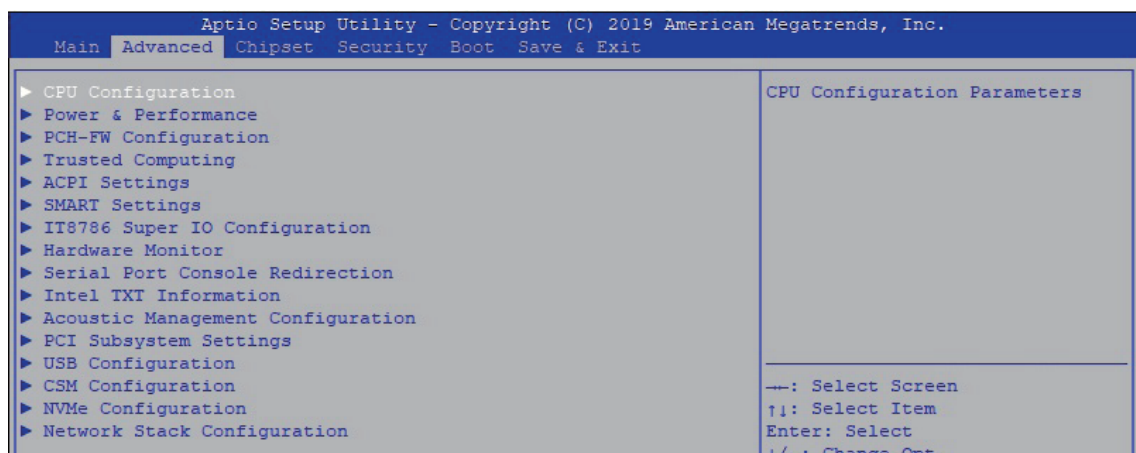 Aptio Setup Utility - Copyright (C) 2019 American Megatrends, Inc.
Main Advanced Chipset Security Boot Save & Exit
▶ CPU Configuration
▶ Power & Performance
▶ PCH-FW Configuration
▶ Trusted Computing
▶ ACPI Settings
▶ SMART Settings
▶ IT8786 Super IO Configuration
▶ Hardware Monitor
▶ Serial Port Console Redirection
▶ Intel TXT Information
▶ Acoustic Management Configuration
▶ PCI Subsystem Settings
▶ USB Configuration
▶ CSM Configuration
▶ NVMe Configuration
▶ Network Stack Configuration
CPU Configuration Parameters
→←: Select Screen
↑↓: Select Item
Enter: Select
+/-: Change Opt.